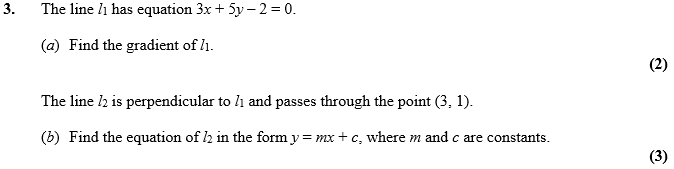 3. The line l₁ has equation 3x + 5y – 2 = 0.
(a) Find the gradient of l₁.
(2)
The line l₂ is perpendicular to l₁ and passes through the point (3, 1).
(b) Find the equation of l₂ in the form y = mx + c, where m and c are constants.
(3)